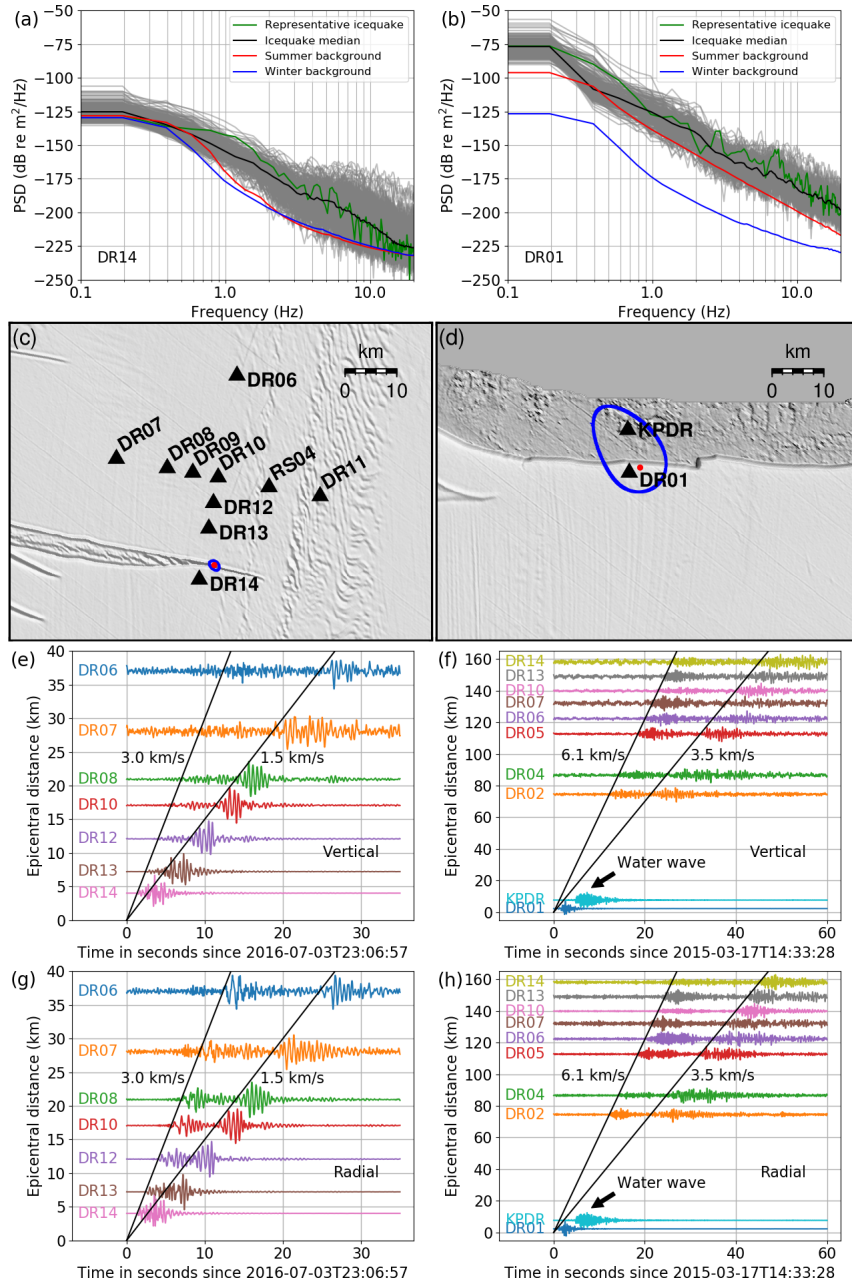 (a)
−50
−75
−100
−125
−150
−175
−200
−225
−250
PSD (dB re m²/Hz)
Representative icequake
Icequake median
Summer background
Winter background
DR14
0.1
1.0
10.0
Frequency (Hz)
(b)
−50
−75
−100
−125
−150
−175
−200
−225
−250
PSD (dB re m²/Hz)
Representative icequake
Icequake median
Summer background
Winter background
DR01
0.1
1.0
10.0
Frequency (Hz)
(c)
km
0
10
DR06
DR07
DR08
DR09
DR10
RS04
DR11
DR12
DR13
DR14
(d)
km
0
10
KPDR
DR01
(e)
40
35
30
25
20
15
10
5
0
Epicentral distance (km)
DR06
DR07
3.0 km/s
1.5 km/s
DR08
DR10
DR12
Vertical
DR13
DR14
0
10
20
30
Time in seconds since 2016-07-03T23:06:57
(f)
160
140
120
100
80
60
40
20
0
Epicentral distance (km)
DR14
DR13
DR10
DR07
DR06
DR05
6.1 km/s
3.5 km/s
DR04
DR02
Vertical
Water wave
KPDR
DR01
0
20
40
60
Time in seconds since 2015-03-17T14:33:28
(g)
40
35
30
25
20
15
10
5
0
Epicentral distance (km)
DR06
DR07
3.0 km/s
1.5 km/s
DR08
DR10
DR12
Radial
DR13
DR14
0
10
20
30
Time in seconds since 2016-07-03T23:06:57
(h)
160
140
120
100
80
60
40
20
0
Epicentral distance (km)
DR14
DR13
DR10
DR07
DR06
DR05
6.1 km/s
3.5 km/s
DR04
DR02
Radial
Water wave
KPDR
DR01
0
20
40
60
Time in seconds since 2015-03-17T14:33:28